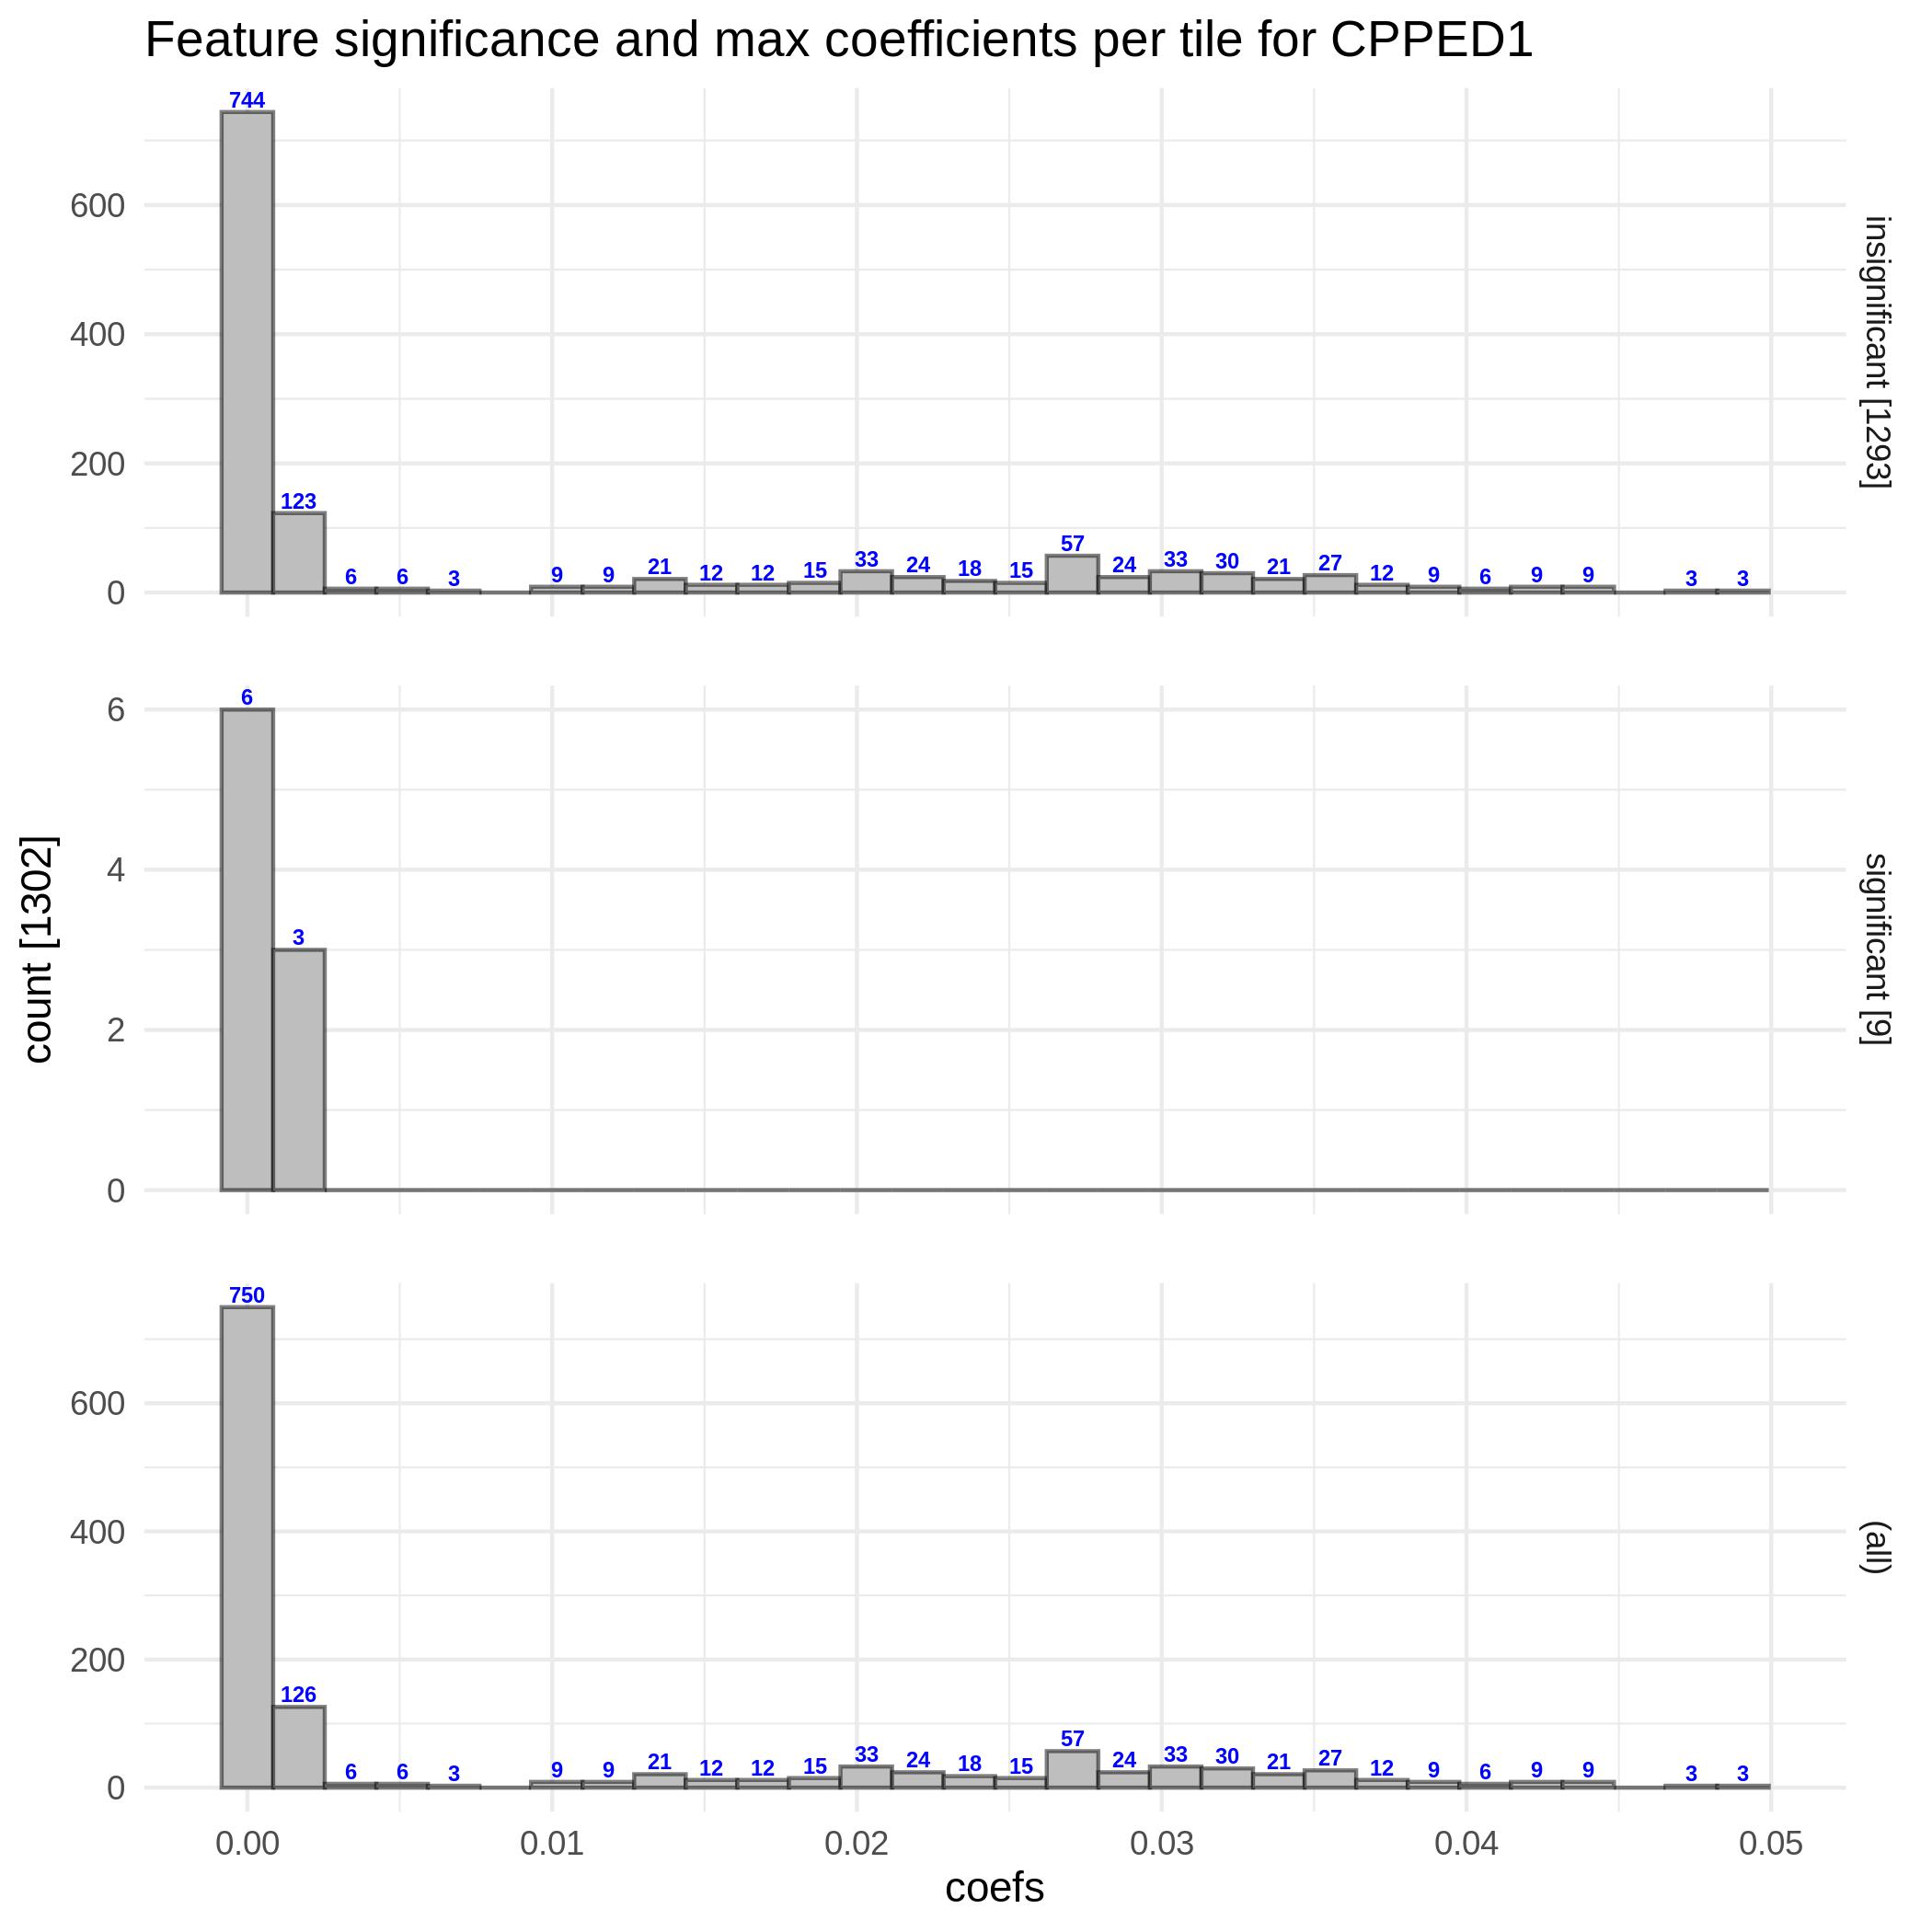 Feature significance and max coefficients per tile for CPPED1
744
123
6 6 3 9 9 21 12 12 15 33 24 18 15 57 24 33 30 21 27 12 9 6 9 9 3 3
600
400
200
0
insignificant [1293]
6
3
6
4
2
0
significant [9]
count [1302]
750
126
6 6 3 9 9 21 12 12 15 33 24 18 15 57 24 33 30 21 27 12 9 6 9 9 3 3
600
400
200
0
(all)
0.00 0.01 0.02 0.03 0.04 0.05
coefs